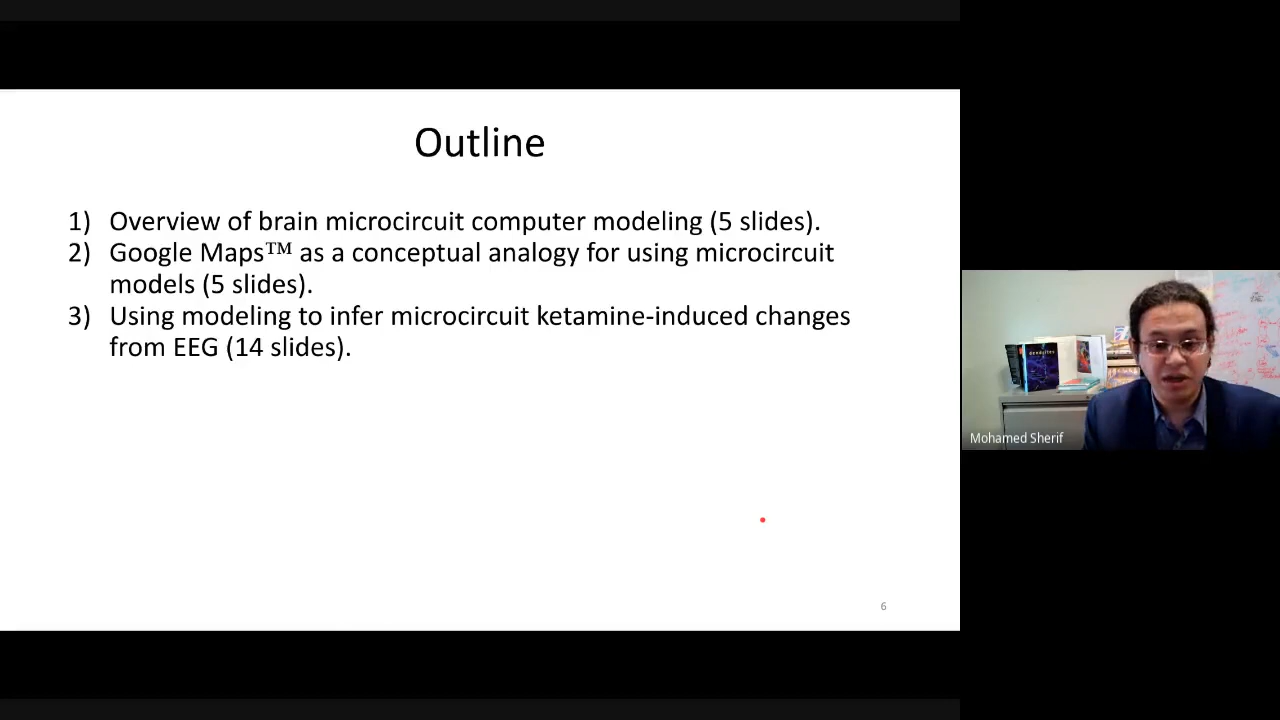 Outline
1) Overview of brain microcircuit computer modeling (5 slides).
2) Google Maps™ as a conceptual analogy for using microcircuit
models (5 slides).
3) Using modeling to infer microcircuit ketamine-induced changes
from EEG (14 slides).
6
Mohamed Sherif